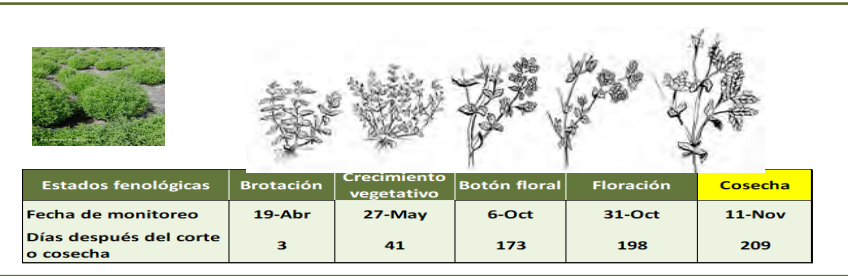 Estados fenológicas Brotación Crecimiento vegetativo Botón floral Floración Cosecha
Fecha de monitoreo 19-Abr 27-May 6-Oct 31-Oct 11-Nov
Días después del corte o cosecha 3 41 173 198 209